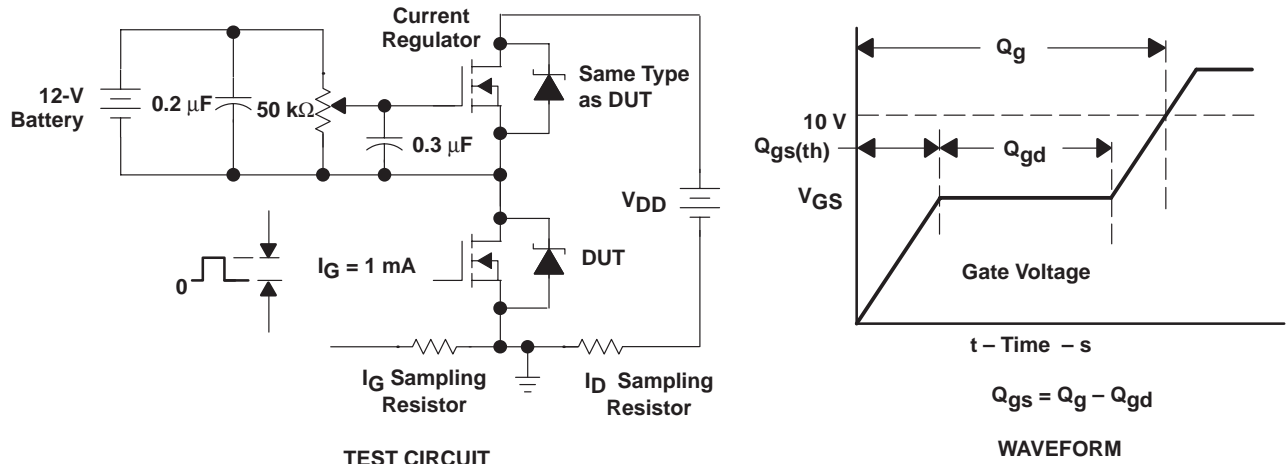 Current
Regulator
Same Type
as DUT
12-V
Battery
0.2 μF
50 kΩ
0.3 μF
VDD
DUT
IG = 1 mA
0
IG Sampling
Resistor
ID Sampling
Resistor
TEST CIRCUIT
Qg
10 V
Qgs(th)
Qgd
VGS
Gate Voltage
t – Time – s
Qgs = Qg – Qgd
WAVEFORM